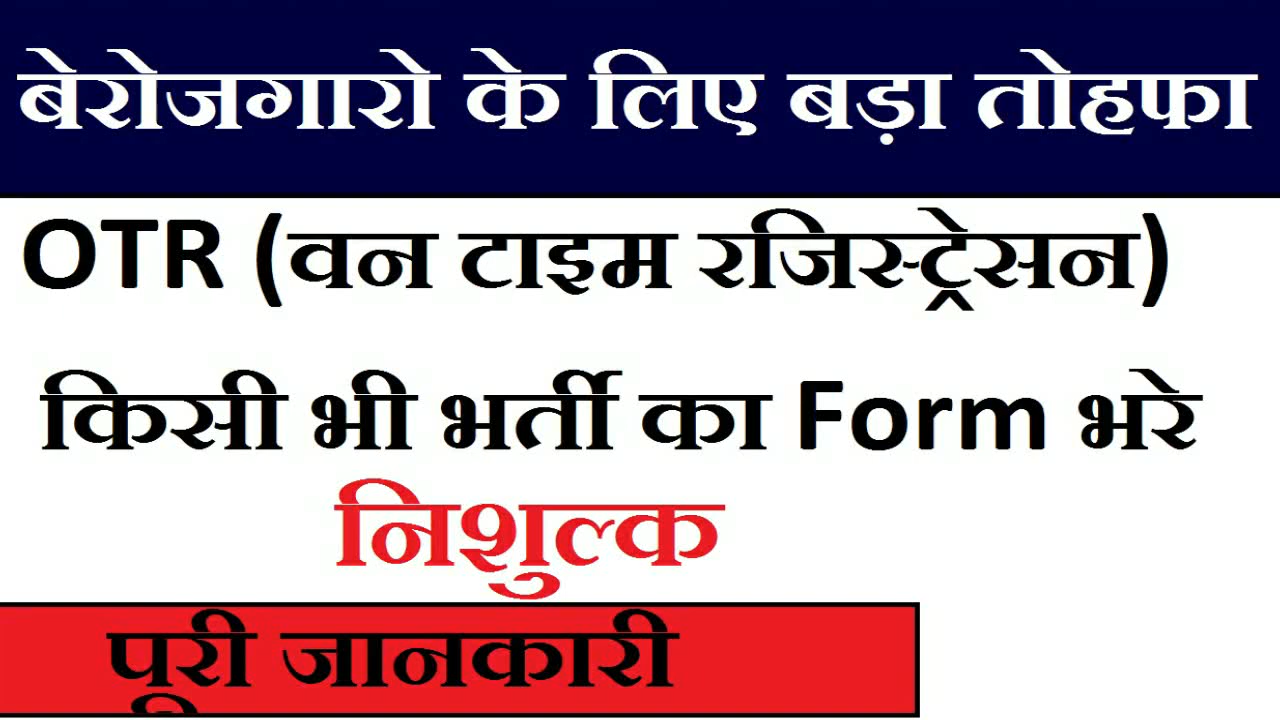 बेरोजगारो के लिए बड़ा तोहफा
OTR (वन टाइम रजिस्ट्रेसन)
किसी भी भर्ती का Form भरे
निशुल्क
पूरी जानकारी